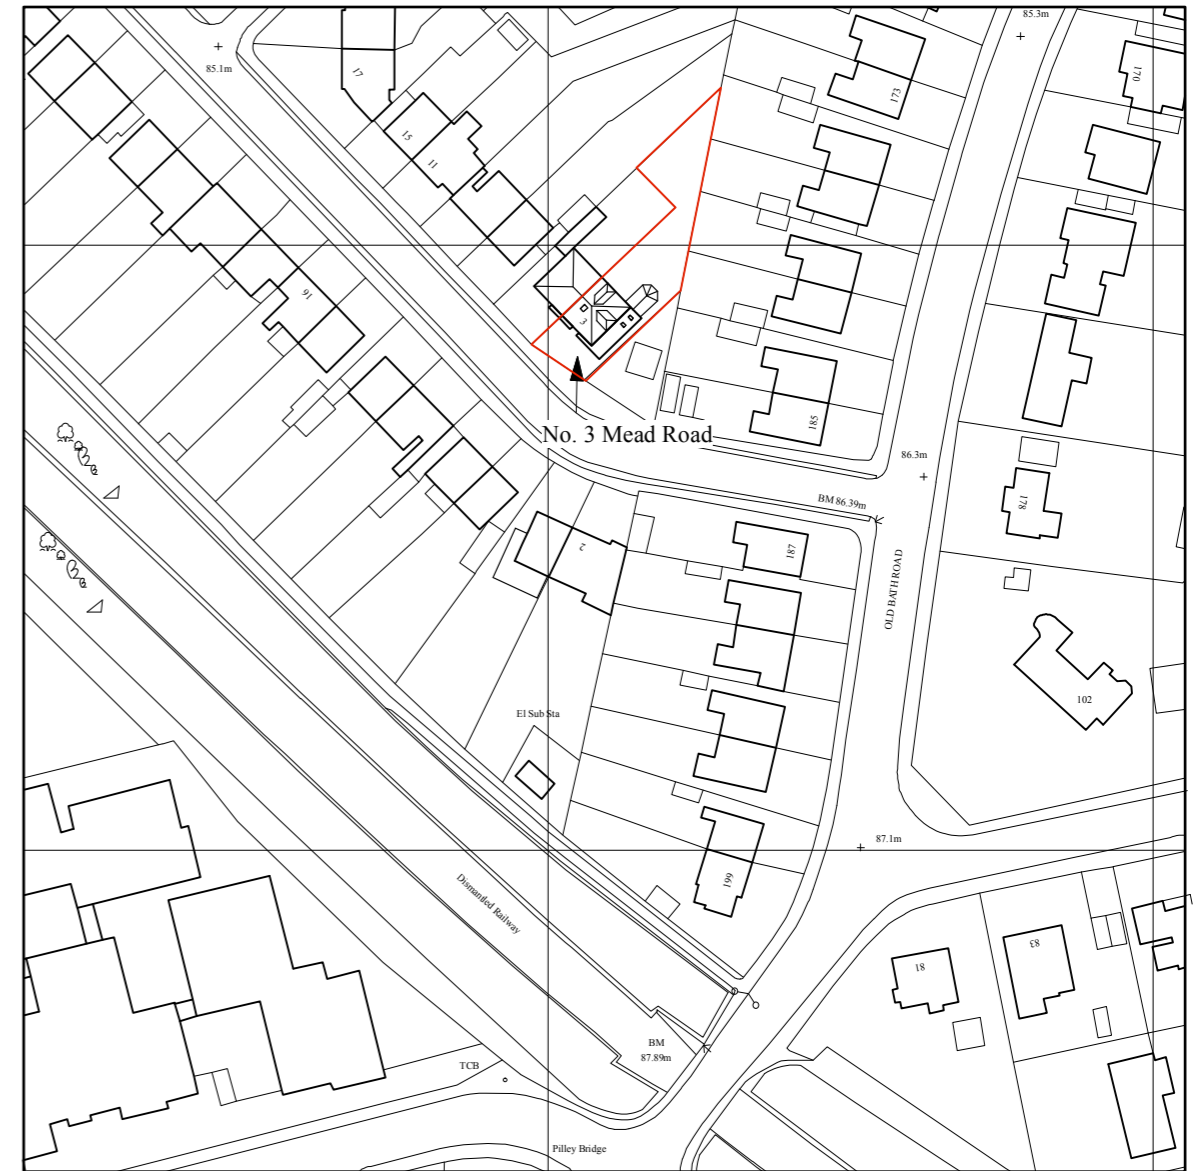 85.3m
85.1m
17
170
173
15
11
91
3
No. 3 Mead Road
185
86.3m
BM 86.39m
178
187
2
OLD BATH ROAD
102
El Sub Sta
87.1m
199
Dismantled Railway
81
83
BM
87.89m
TCB
Pilley Bridge